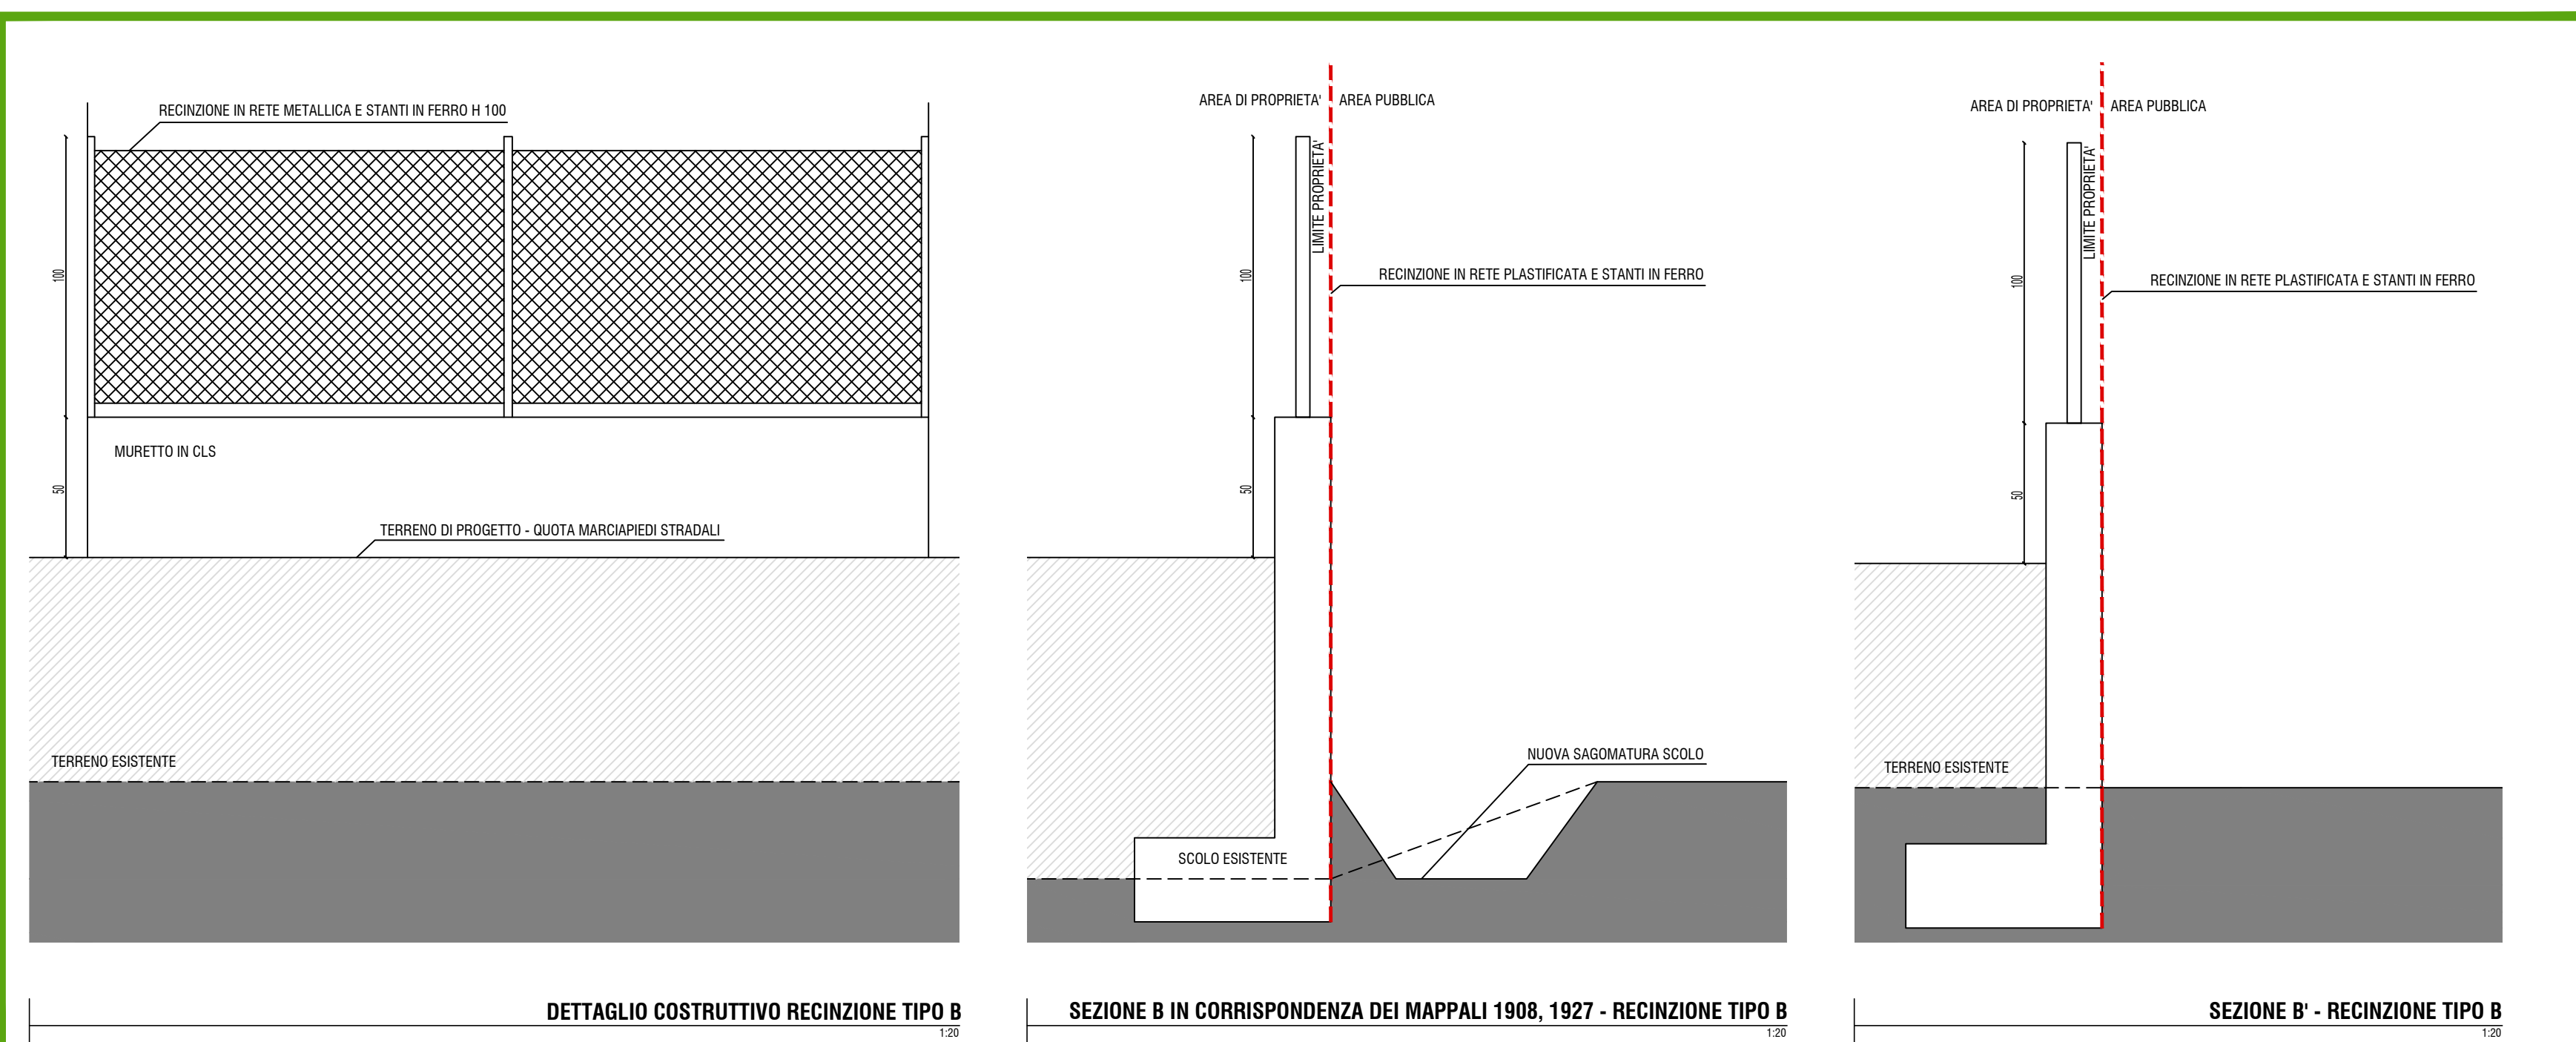 RECINZIONE IN RETE METALLICA E STANTI IN FERRO H 100
100
MURETTO IN CLS
50
TERRENO DI PROGETTO - QUOTA MARCIAPIEDI STRADALI
TERRENO ESISTENTE
DETTAGLIO COSTRUTTIVO RECINZIONE TIPO B
1:20
AREA DI PROPRIETA' AREA PUBBLICA
LIMITE PROPRIETA'
100
RECINZIONE IN RETE PLASTIFICATA E STANTI IN FERRO
50
NUOVA SAGOMATURA SCOLO
SCOLO ESISTENTE
SEZIONE B IN CORRISPONDENZA DEI MAPPALI 1908, 1927 - RECINZIONE TIPO B
1:20
AREA DI PROPRIETA' AREA PUBBLICA
LIMITE PROPRIETA'
100
RECINZIONE IN RETE PLASTIFICATA E STANTI IN FERRO
50
TERRENO ESISTENTE
SEZIONE B' - RECINZIONE TIPO B
1:20